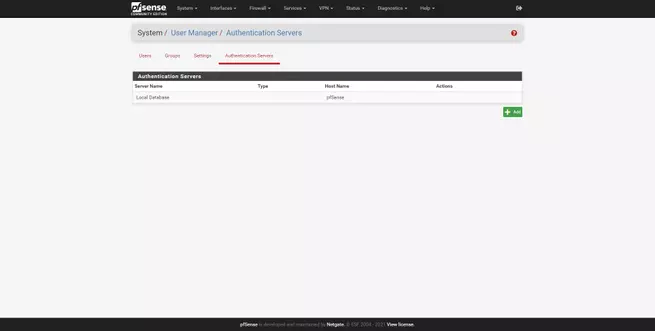 pfSense COMMUNITY EDITION System Interfaces Firewall Services VPN Status Diagnostics Help
System / User Manager / Authentication Servers
Users Groups Settings Authentication Servers
Authentication Servers
Server Name Type Host Name Actions
Local Database pfSense
Add
pfSense is developed and maintained by Netgate. © ESF 2004 - 2021 View license.